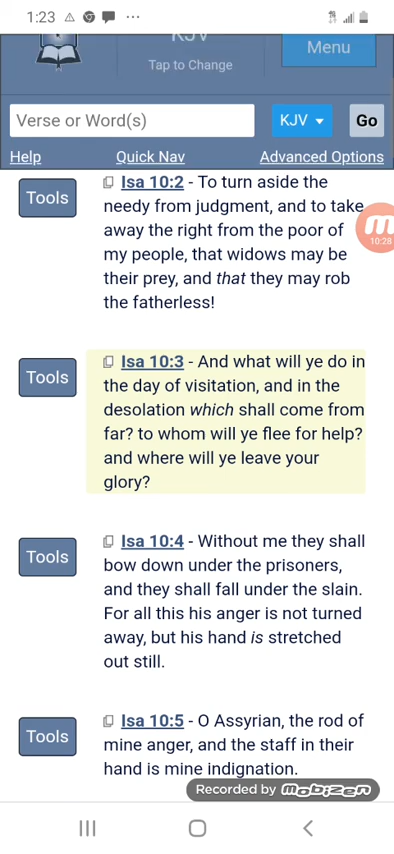 1:23
KJV
Tap to Change
Menu
Verse or Word(s)
KJV
Go
Help
Quick Nav
Advanced Options
Tools
Isa 10:2 - To turn aside the
needy from judgment, and to take
away the right from the poor of
my people, that widows may be
their prey, and that they may rob
the fatherless!
10:28
Tools
Isa 10:3 - And what will ye do in
the day of visitation, and in the
desolation which shall come from
far? to whom will ye flee for help?
and where will ye leave your
glory?
Tools
Isa 10:4 - Without me they shall
bow down under the prisoners,
and they shall fall under the slain.
For all this his anger is not turned
away, but his hand is stretched
out still.
Tools
Isa 10:5 - O Assyrian, the rod of
mine anger, and the staff in their
hand is mine indignation.
Recorded by mobizen